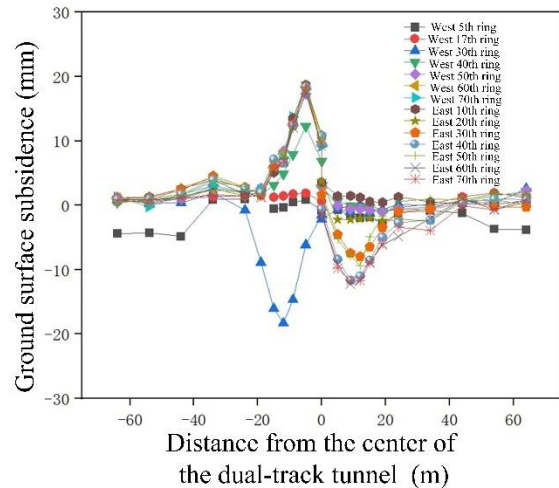 30
20
10
0
−10
−20
−30
−60
−40
−20
0
20
40
60
Ground surface subsidence (mm)
Distance from the center of
the dual-track tunnel (m)
West 5th ring
West 17th ring
West 30th ring
West 40th ring
West 50th ring
West 60th ring
West 70th ring
East 10th ring
East 20th ring
East 30th ring
East 40th ring
East 50th ring
East 60th ring
East 70th ring